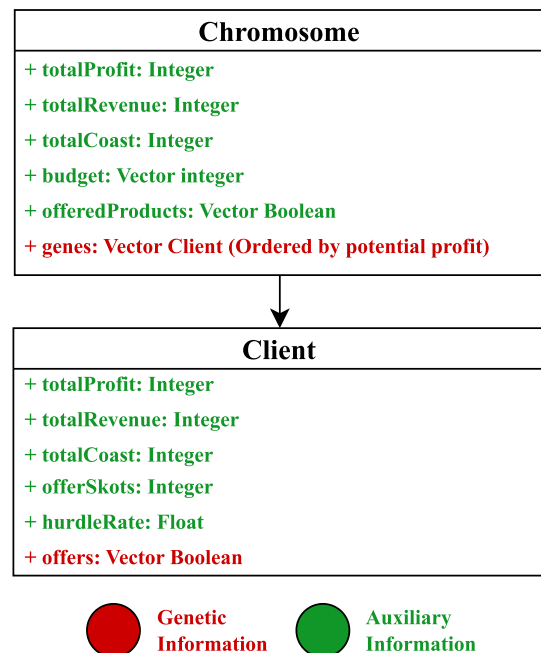 Chromosome
+ totalProfit: Integer
+ totalRevenue: Integer
+ totalCoast: Integer
+ budget: Vector integer
+ offeredProducts: Vector Boolean
+ genes: Vector Client (Ordered by potential profit)
Client
+ totalProfit: Integer
+ totalRevenue: Integer
+ totalCoast: Integer
+ offerSkots: Integer
+ hurdleRate: Float
+ offers: Vector Boolean
Genetic
Information
Auxiliary
Information